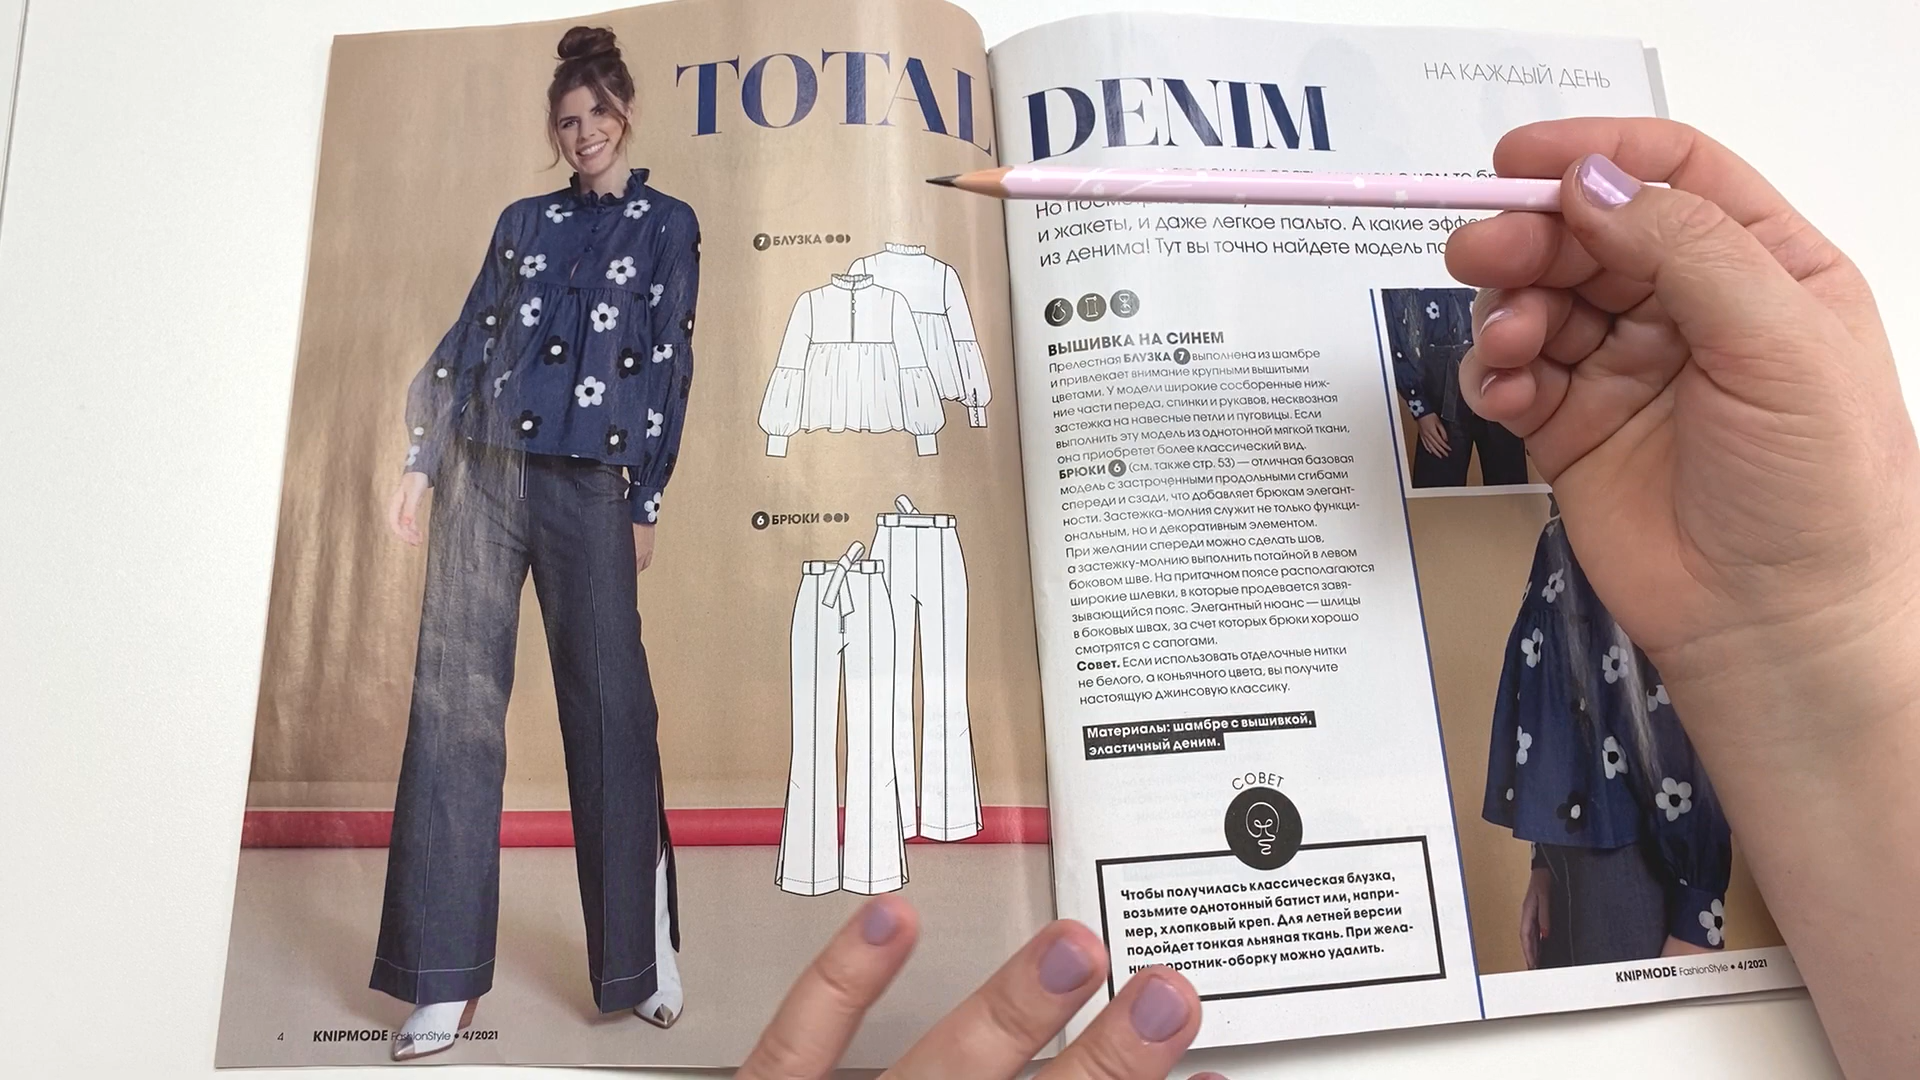 TOTAL DENIM
НА КАЖДЫЙ ДЕНЬ
7 БЛУЗКА
6 БРЮКИ
4 KNIPMODE FashionStyle • 4/2021
Но
и жакеты, и даже легкое пальто. А какие
из денима! Тут вы точно найдете модель
ВЫШИВКА НА СИНЕМ
Прелестная БЛУЗКА 7 выполнена из шамбре
и привлекает внимание крупными вышитыми
цветами. У модели широкие сосборенные ниж-
ние части переда, спинки и рукавов, несквозная
застежка на навесные петли и пуговицы. Если
выполнить эту модель из однотонной мягкой ткани,
она приобретет более классический вид.
БРЮКИ 6 (см. также стр. 53) — отличная базовая
модель с застроченными продольными сгибами
спереди и сзади, что добавляет брюкам элегант-
ности. Застежка-молния служит не только функци-
ональным, но и декоративным элементом.
При желании спереди можно сделать шов,
а застежку-молнию выполнить потайной в левом
боковом шве. На притачном поясе располагаются
широкие шлевки, в которые продевается завя-
зывающийся пояс. Элегантный нюанс — шлицы
в боковых швах, за счет которых брюки хорошо
смотрятся с сапогами.
Совет. Если использовать отделочные нитки
не белого, а коньячного цвета, вы получите
настоящую джинсовую классику.
Материалы: шамбре с вышивкой,
эластичный деним.
СОВЕТ
Чтобы получилась классическая блузка,
возьмите однотонный батист или, напри-
мер, хлопковый креп. Для летней версии
подойдет тонкая льняная ткань. При жела-
нии воротник-оборку можно удалить.
KNIPMODE FashionStyle • 4/2021